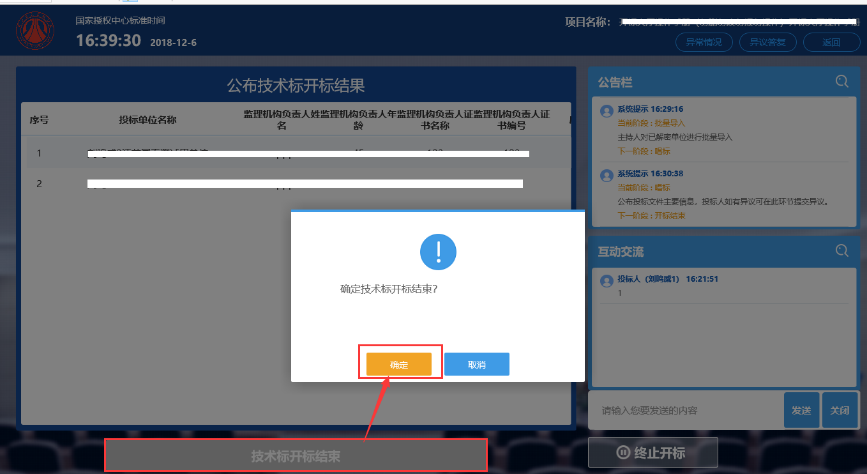 国家授权中心标准时间
16:39:30 2018-12-6
项目名称：
异常情况 异议答复 返回
公布技术标开标结果
序号 投标单位名称 监理机构负责人姓名 监理机构负责人年龄 监理机构负责人证书名称 监理机构负责人证书编号
1
2
公告栏
系统提示 16:29:16
当前阶段：批量导入
主持人对已解密单位进行批量导入
下一阶段：唱标
系统提示 16:30:38
当前阶段：唱标
公布投标文件主要信息，投标人如有异议可在此环节提交异议。
下一阶段：开标结束
互动交流
投标人（刘鹏威1） 16:21:51
1
确定技术标开标结束?
确定 取消
请输入您要发送的内容 发送 关闭
技术标开标结束
终止开标